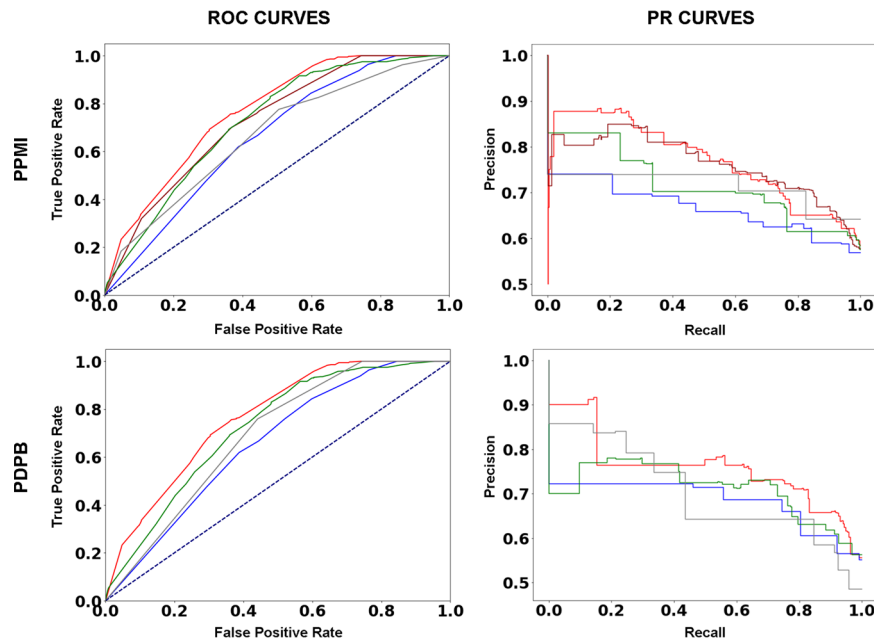 ROC CURVES
PR CURVES
PPMI
True Positive Rate
1.0
0.8
0.6
0.4
0.2
0.0
0.0 0.2 0.4 0.6 0.8 1.0
False Positive Rate
Precision
1.0
0.9
0.8
0.7
0.6
0.5
0.0 0.2 0.4 0.6 0.8 1.0
Recall
PDPB
True Positive Rate
1.0
0.8
0.6
0.4
0.2
0.0
0.0 0.2 0.4 0.6 0.8 1.0
False Positive Rate
Precision
1.0
0.9
0.8
0.7
0.6
0.5
0.0 0.2 0.4 0.6 0.8 1.0
Recall